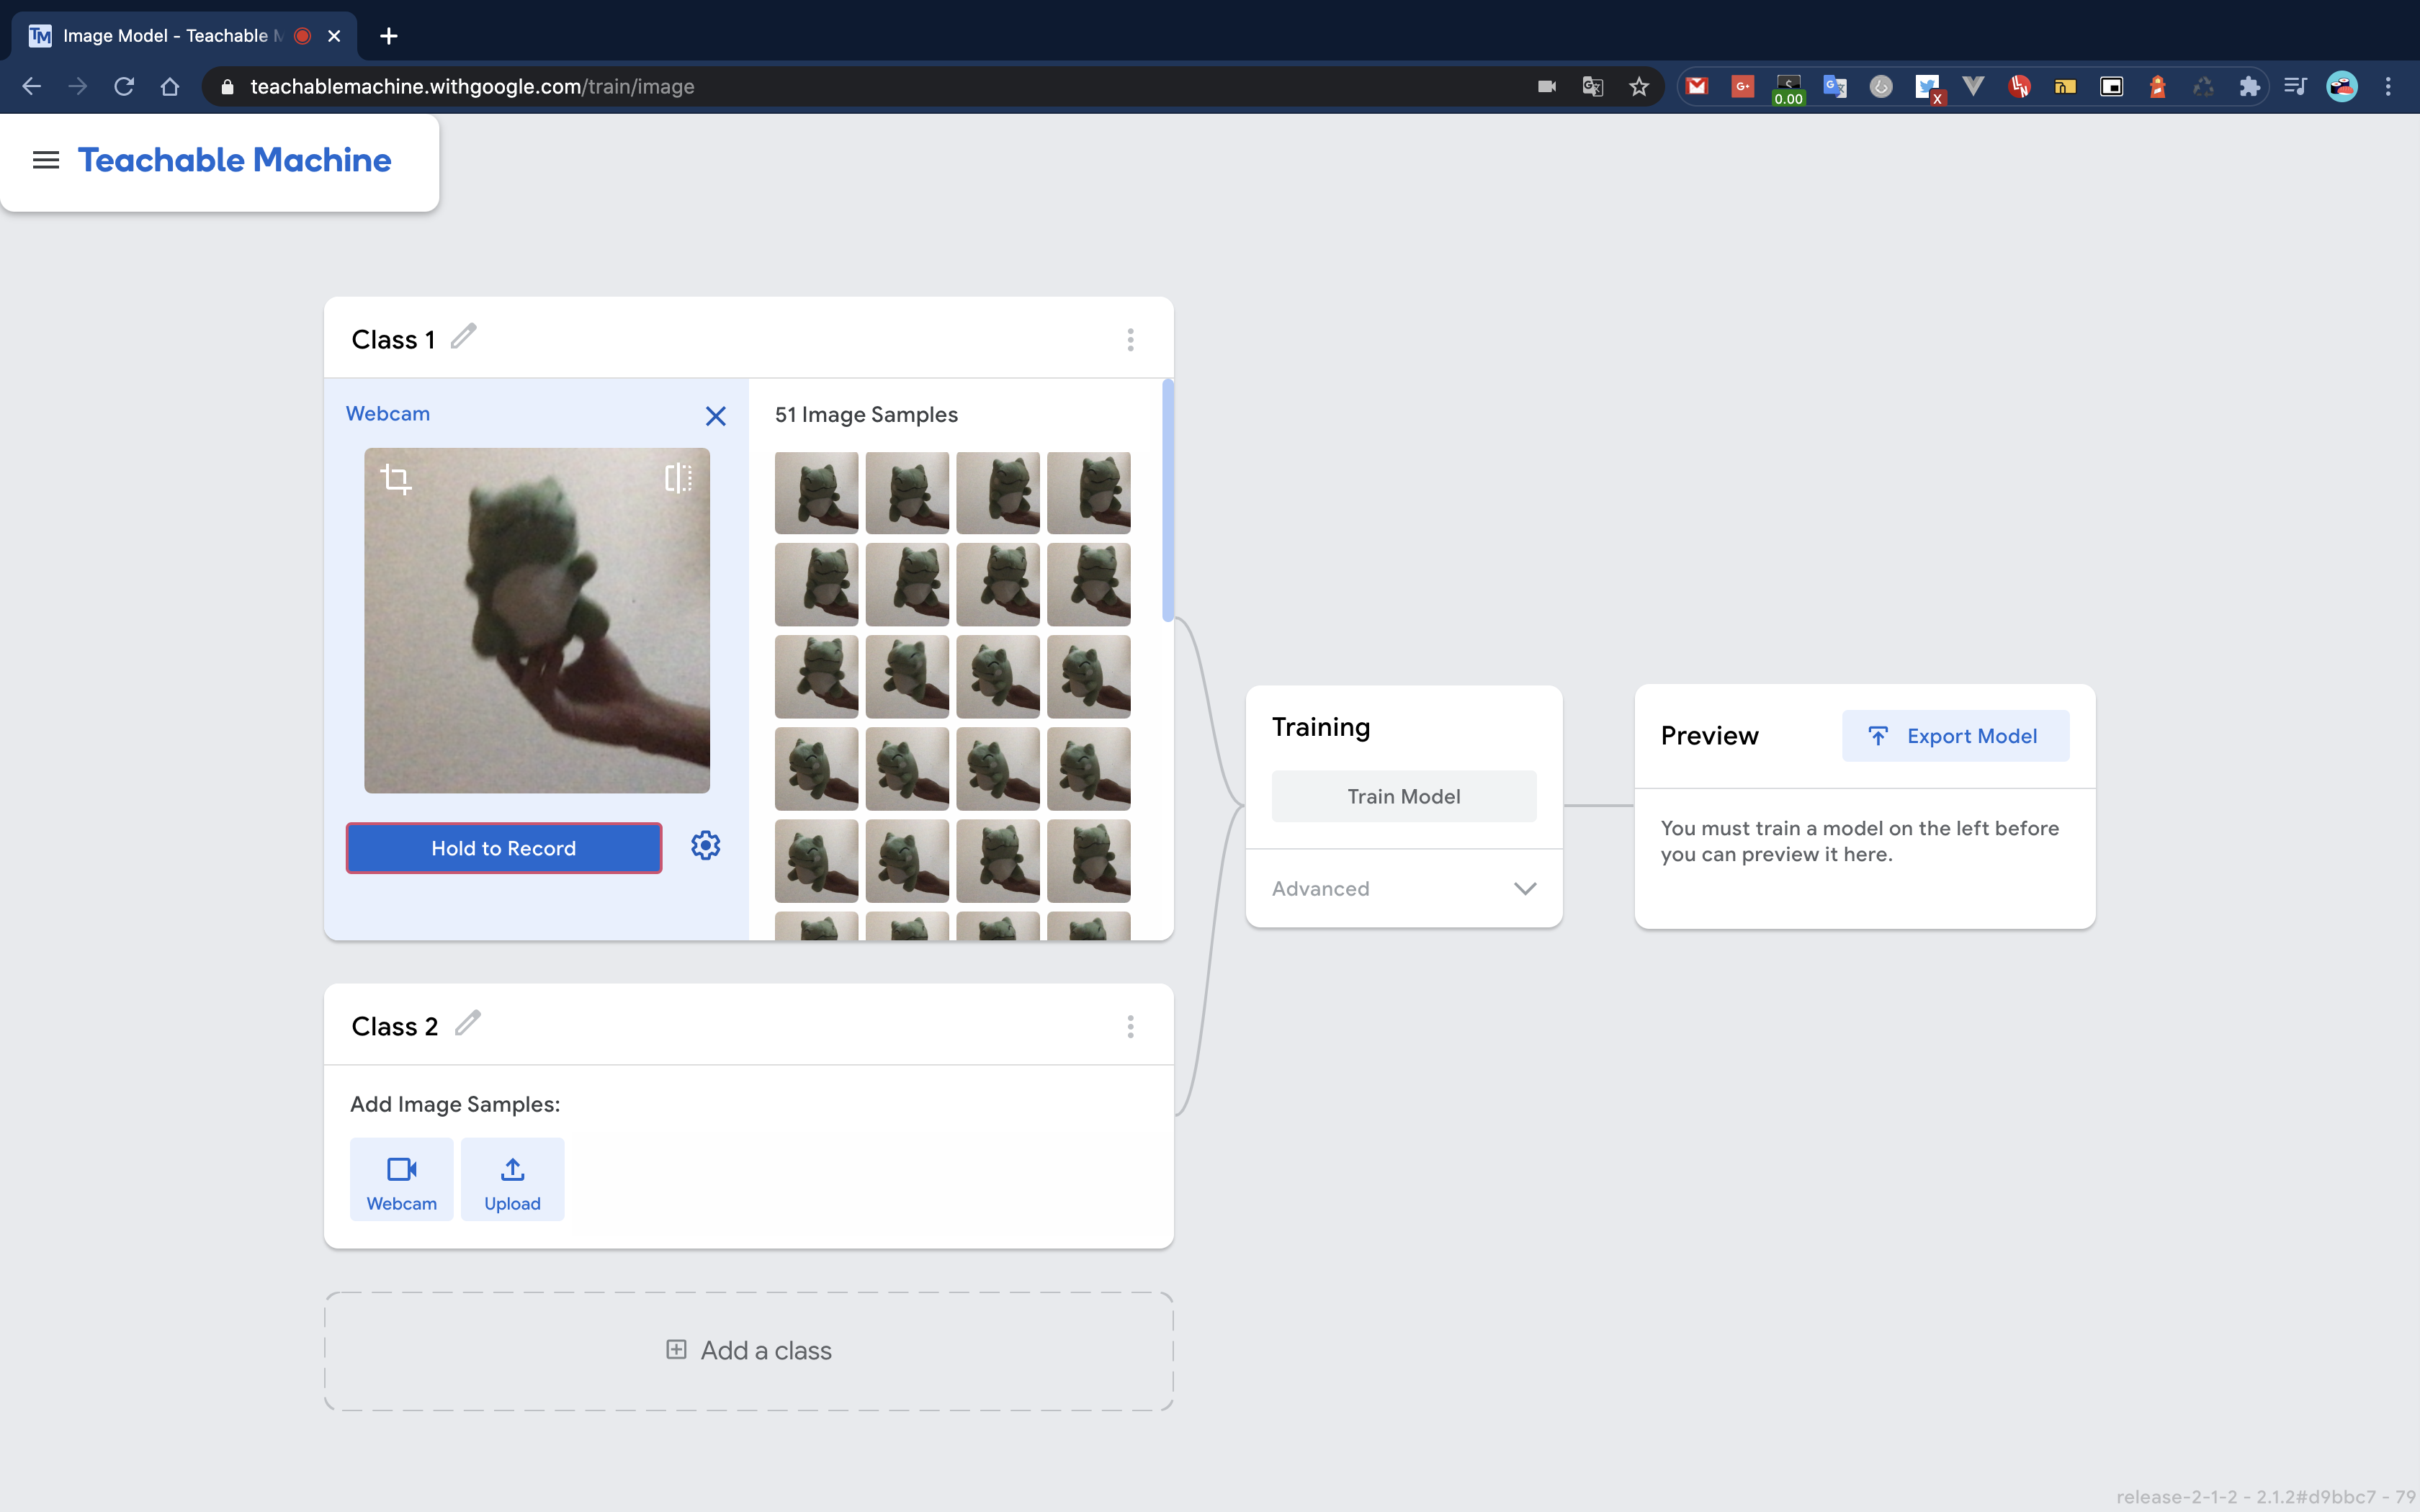 Image Model - Teachable M
teachablemachine.withgoogle.com/train/image
0.00
X
Teachable Machine
Class 1
Webcam
51 Image Samples
Hold to Record
Training
Train Model
Advanced
Preview
Export Model
You must train a model on the left before
you can preview it here.
Class 2
Add Image Samples:
Webcam
Upload
Add a class
release-2-1-2 - 2.1.2#d9bbc7 - 79